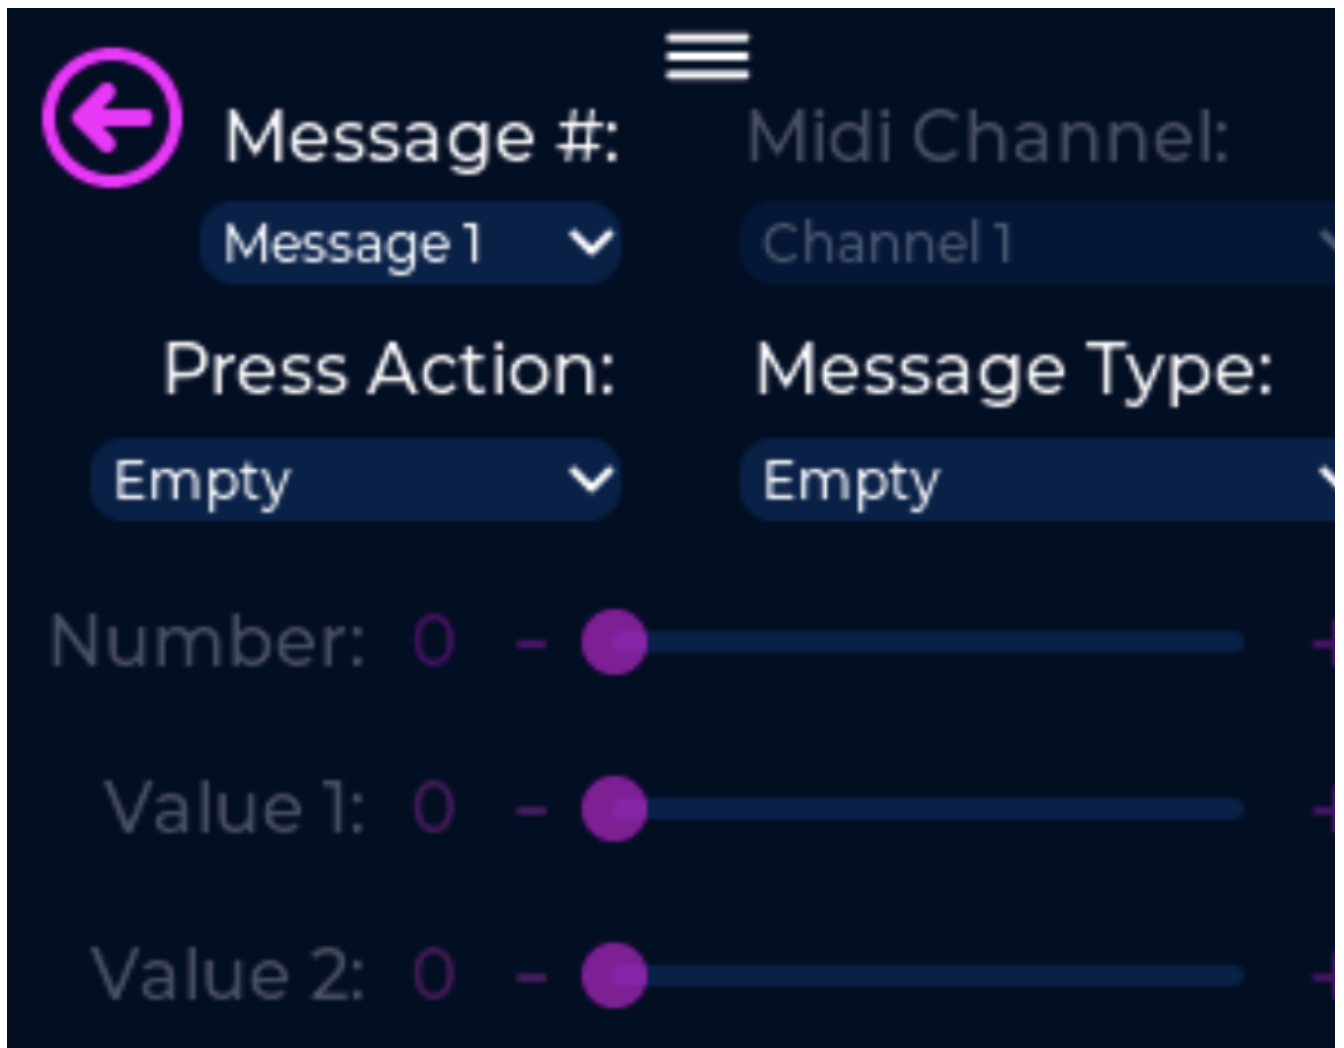 Message #: Midi Channel:
Message 1 Channel 1
Press Action: Message Type:
Empty Empty
Number: 0 - +
Value 1: 0 - +
Value 2: 0 - +